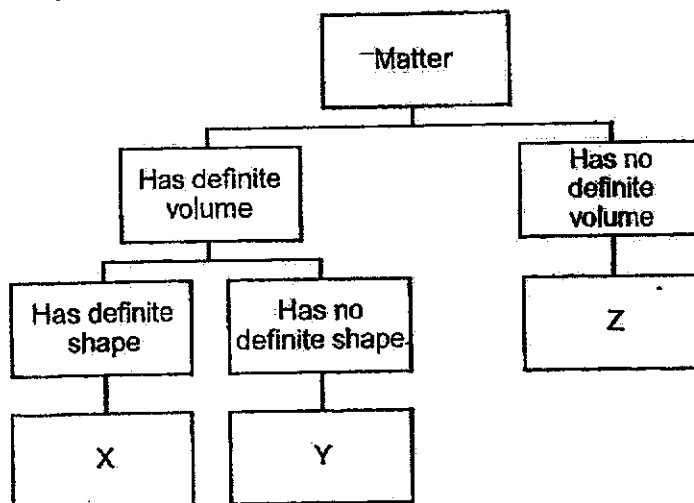 Matter
Has definite
volume
Has no
definite
volume
Has definite
shape
Has no
definite shape
Z
X
Y